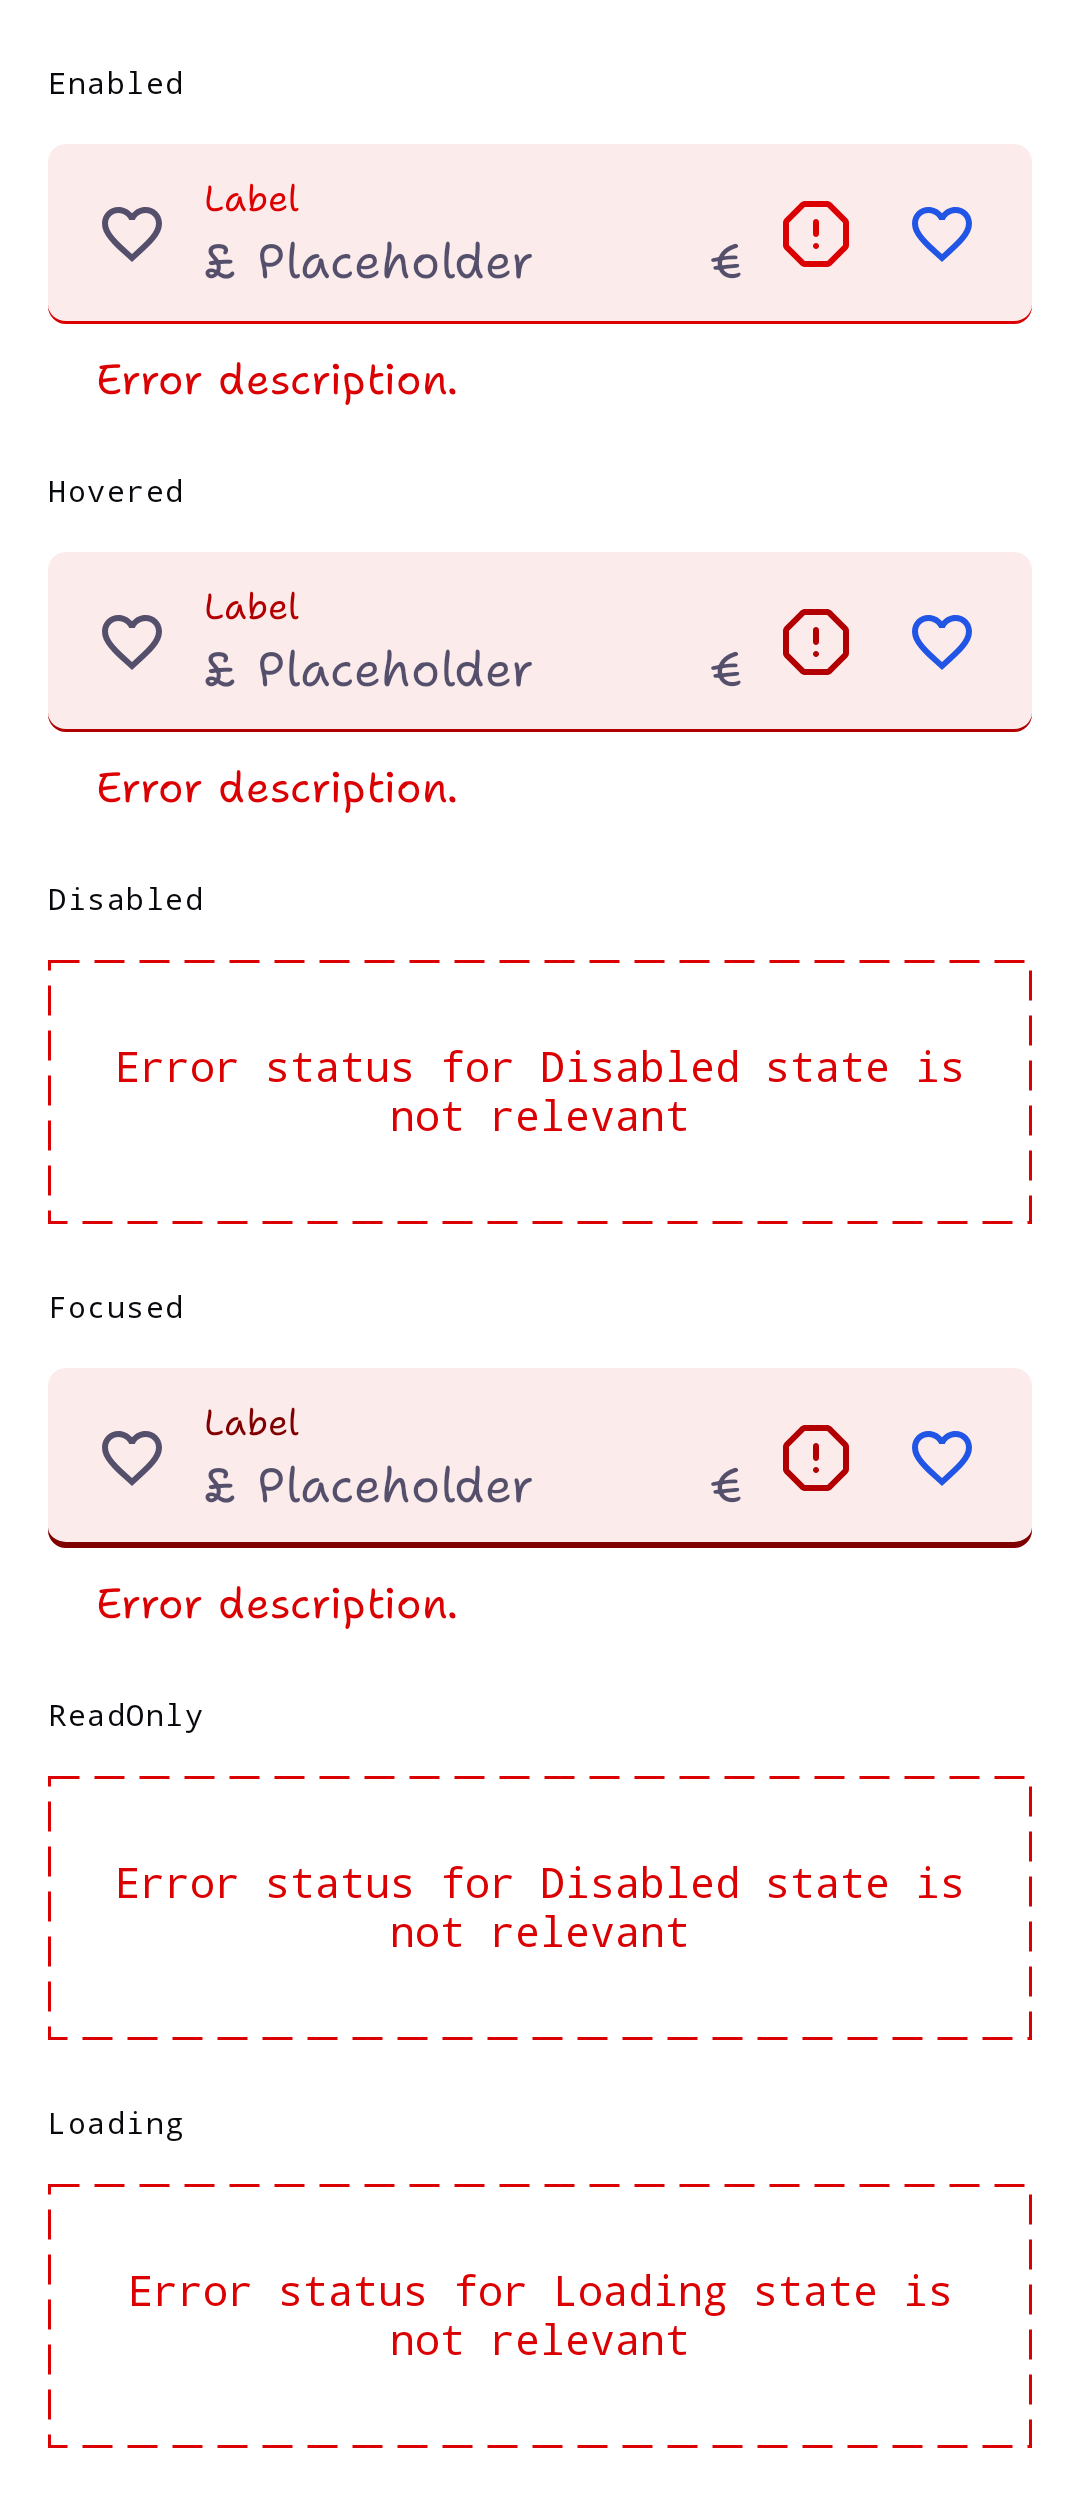 Enabled
Label
£ Placeholder €
Error description.
Hovered
Label
£ Placeholder €
Error description.
Disabled
Error status for Disabled state is
not relevant
Focused
Label
£ Placeholder €
Error description.
ReadOnly
Error status for Disabled state is
not relevant
Loading
Error status for Loading state is
not relevant